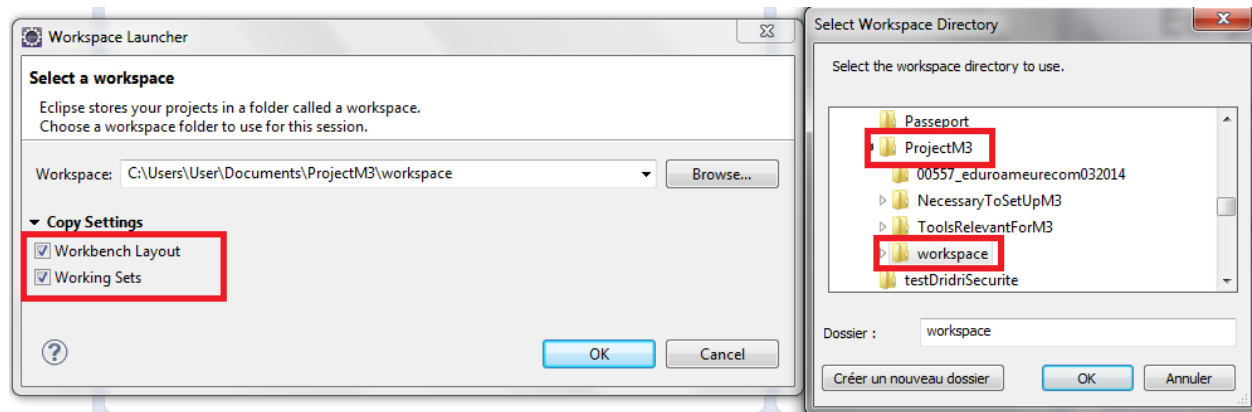 Workspace Launcher
Select a workspace
Eclipse stores your projects in a folder called a workspace.
Choose a workspace folder to use for this session.
Workspace: C:\Users\User\Documents\ProjectM3\workspace Browse...
Copy Settings
Workbench Layout
Working Sets
OK Cancel
Select Workspace Directory
Select the workspace directory to use.
Passeport
ProjectM3
00557_eduroameurecom032014
NecessaryToSetUpM3
ToolsRelevantForM3
workspace
testDridriSecurite
Dossier : workspace
Créer un nouveau dossier OK Annuler